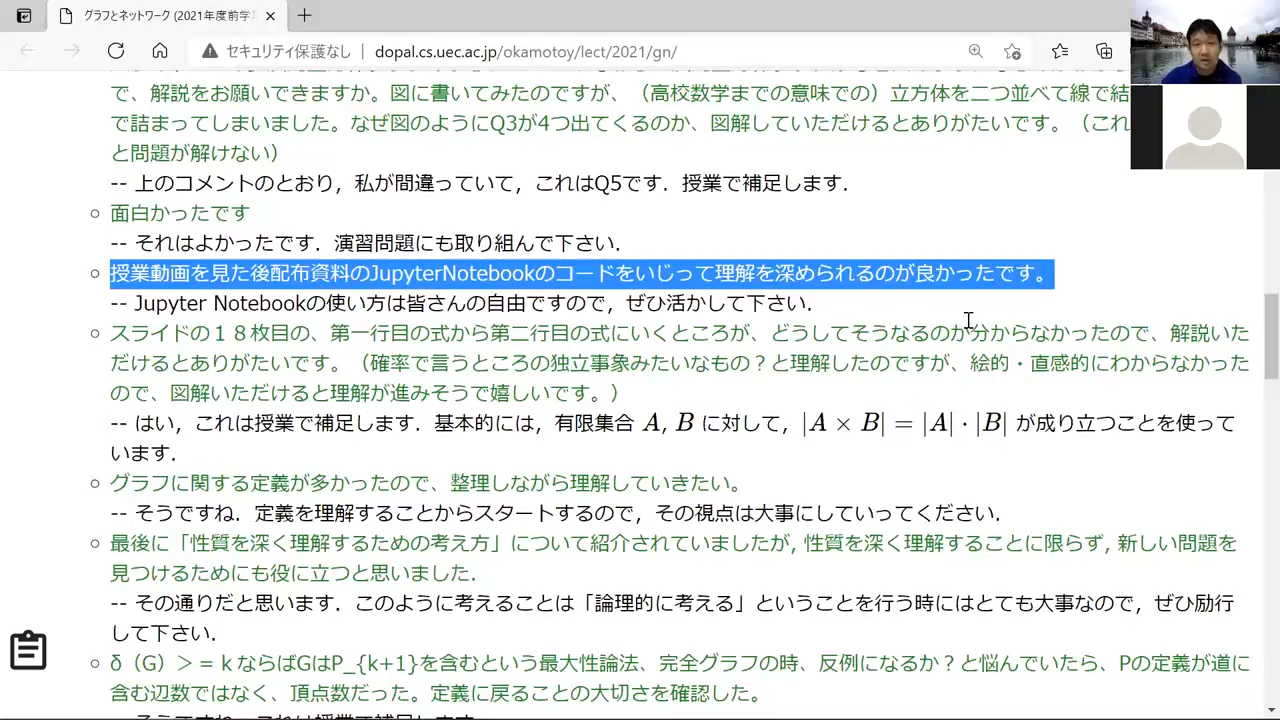 グラフとネットワーク (2021年度前学
セキュリティ保護なし | dopal.cs.uec.ac.jp/okamotoy/lect/2021/gn/
で、解説をお願いできますか。図に書いてみたのですが、（高校数学までの意味での）立方体を二つ並べて線で結
で詰まってしまいました。なぜ図のようにQ3が4つ出てくるのか、図解していただけるとありがたいです。（これ
と問題が解けない）
-- 上のコメントのとおり，私が間違っていて，これはQ5です．授業で補足します．
面白かったです
-- それはよかったです．演習問題にも取り組んで下さい．
授業動画を見た後配布資料のJupyterNotebookのコードをいじって理解を深められるのが良かったです。
-- Jupyter Notebookの使い方は皆さんの自由ですので，ぜひ活かして下さい．
スライドの１８枚目の、第一行目の式から第二行目の式にいくところが、どうしてそうなるのか分からなかったので、解説いた
だけるとありがたいです。（確率で言うところの独立事象みたいなもの？と理解したのですが、絵的・直感的にわからなかった
ので、図解いただけると理解が進みそうで嬉しいです。）
-- はい，これは授業で補足します．基本的には，有限集合 A, B に対して，|A × B| = |A| · |B| が成り立つことを使って
います．
グラフに関する定義が多かったので、整理しながら理解していきたい。
-- そうですね．定義を理解することからスタートするので，その視点は大事にしていってください．
最後に「性質を深く理解するための考え方」について紹介されていましたが, 性質を深く理解することに限らず, 新しい問題を
見つけるためにも役に立つと思いました.
-- その通りだと思います．このように考えることは「論理的に考える」ということを行う時にはとても大事なので，ぜひ励行
して下さい．
δ（G）＞＝ｋならばGはP_{k+1}を含むという最大性論法、完全グラフの時、反例になるか？と悩んでいたら、Pの定義が道に
含む辺数ではなく、頂点数だった。定義に戻ることの大切さを確認した。